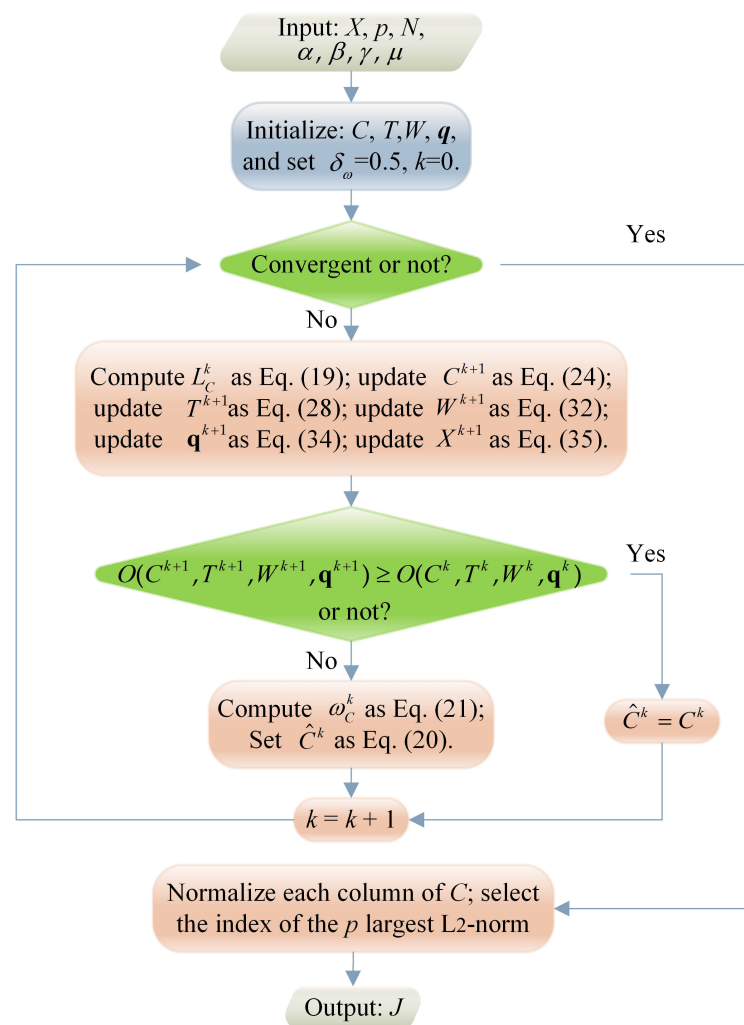 Input: X, p, N,
α, β, γ, μ
Initialize: C, T,W, q,
and set δ_ω=0.5, k=0.
Yes
Convergent or not?
No
Compute L_C^k as Eq. (19); update C^{k+1} as Eq. (24);
update T^{k+1} as Eq. (28); update W^{k+1} as Eq. (32);
update q^{k+1} as Eq. (34); update X^{k+1} as Eq. (35).
Yes
O(C^{k+1},T^{k+1},W^{k+1},q^{k+1}) ≥ O(C^k,T^k,W^k,q^k)
or not?
No
Compute ω_C^k as Eq. (21);
Set Ĉ^k as Eq. (20).
Ĉ^k = C^k
k = k + 1
Normalize each column of C; select
the index of the p largest L2-norm
Output: J